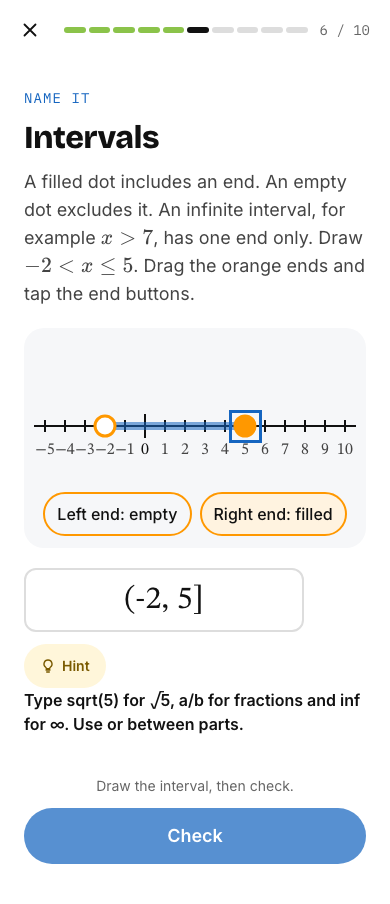 6 / 10
NAME IT
Intervals
A filled dot includes an end. An empty
dot excludes it. An infinite interval, for
example x > 7, has one end only. Draw
−2 < x ≤ 5. Drag the orange ends and
tap the end buttons.
−5 −4 −3 −2 −1 0 1 2 3 4 5 6 7 8 9 10
Left end: empty Right end: filled
(-2, 5]
Hint
Type sqrt(5) for √5, a/b for fractions and inf
for ∞. Use or between parts.
Draw the interval, then check.
Check